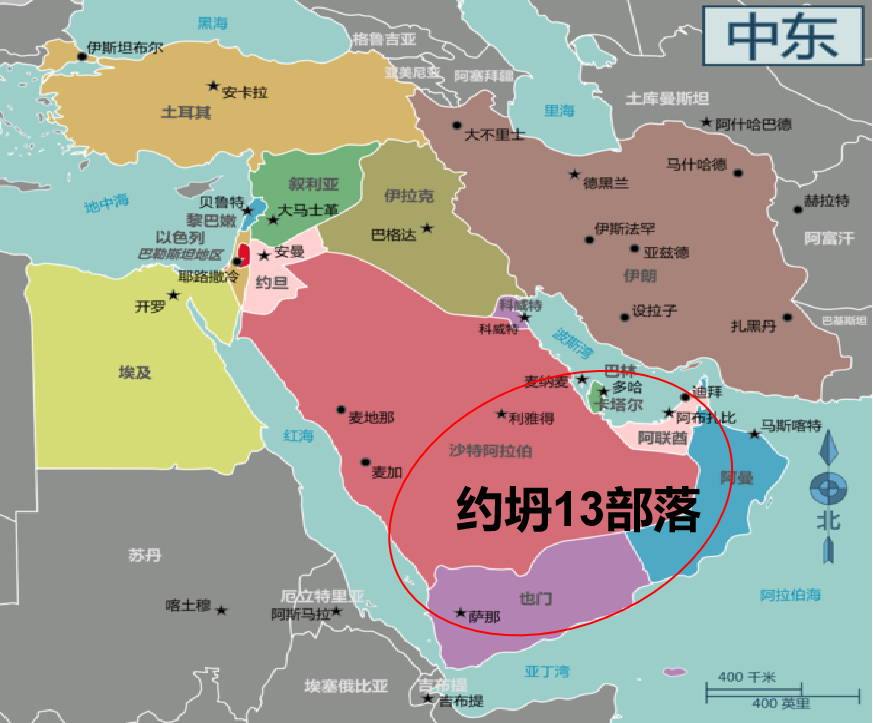 中东
黑海
格鲁吉亚
伊斯坦布尔
亚美尼亚
阿塞拜疆
安卡拉
土耳其
里海
土库曼斯坦
阿什哈巴德
大不里士
马什哈德
德黑兰
叙利亚
伊拉克
地中海
贝鲁特
大马士革
黎巴嫩
赫拉特
阿富汗
以色列
巴勒斯坦地区
巴格达
伊斯法罕
亚兹德
安曼
耶路撒冷
约旦
伊朗
开罗
科威特
科威特
设拉子
扎黑丹
巴基斯坦
波斯湾
埃及
巴林
麦纳麦
多哈
迪拜
卡塔尔
麦地那
利雅得
阿布扎比
马斯喀特
红海
阿联酋
沙特阿拉伯
麦加
阿曼
约坍13部落
北
苏丹
厄立特里亚
喀土穆
阿斯马拉
也门
萨那
阿拉伯海
亚丁湾
埃塞俄比亚
吉布提
吉布提
400 千米
400 英里